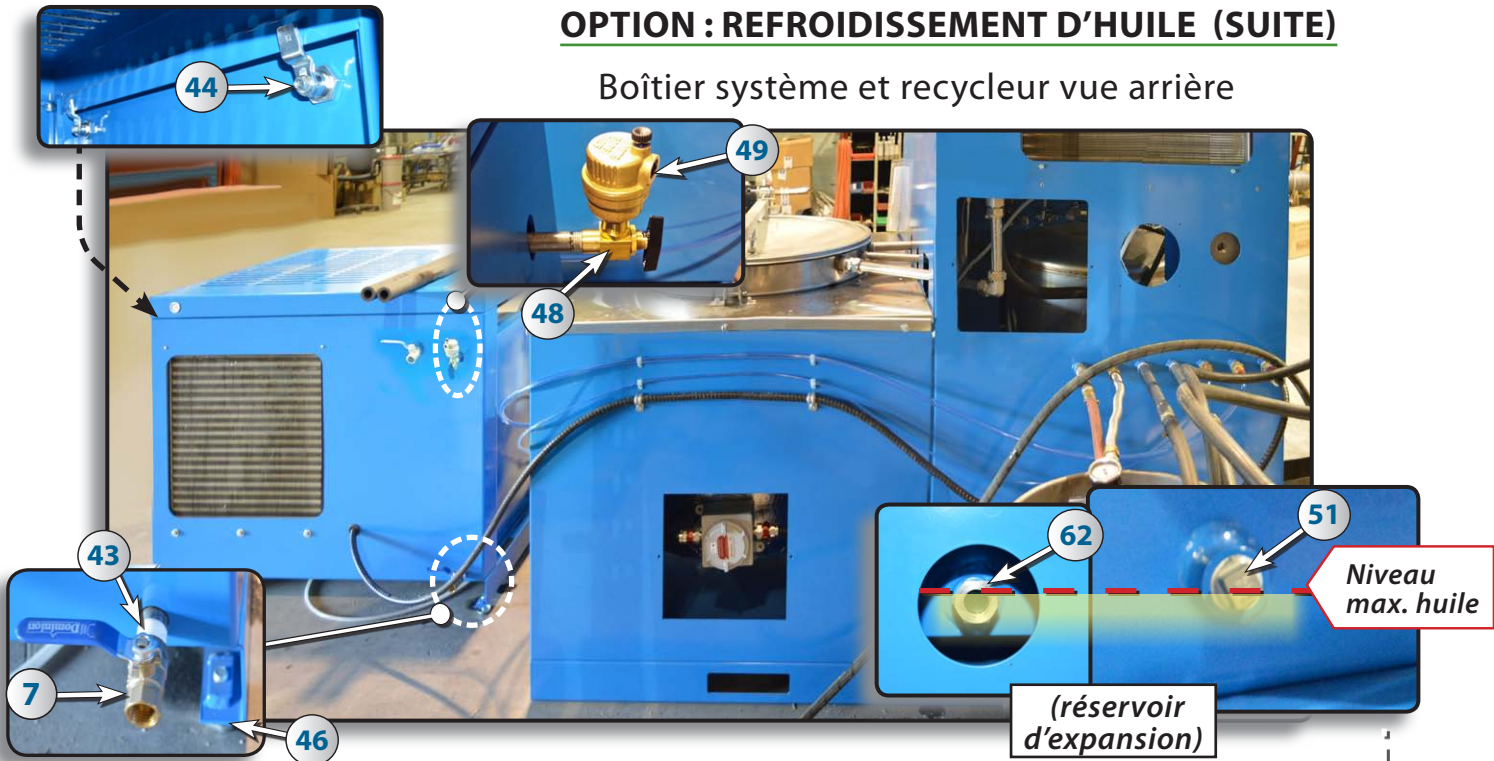 OPTION : REFROIDISSEMENT D’HUILE (SUITE)
Boîtier système et recycleur vue arrière
44
49
48
43
7
46
Dominion
62
51
Niveau
max. huile
(réservoir
d’expansion)